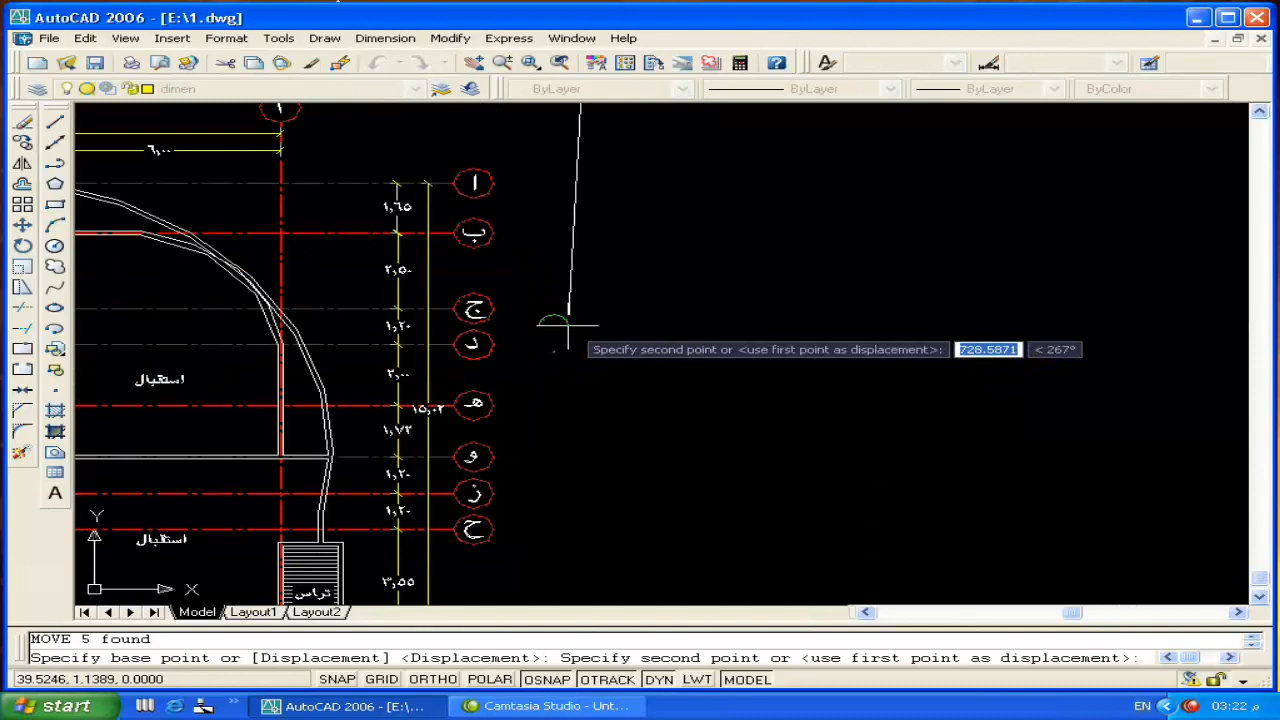 AutoCAD 2006 - [E:\1.dwg]
File Edit View Insert Format Tools Draw Dimension Modify Express Window Help
dimen ByLayer ByLayer ByLayer ByColor
١
٦,٠٠
ا
١,٦٥
ب
٢,٥٠
ج
١,٢٠
د
Specify second point or <use first point as displacement>: 728.5871 < 267°
استقبال
٢,٠٠
ه
١٥,٠٢
١,٧٢
و
١,٢٠
ز
١,٢٠
ح
استقبال
Y
X
٣,٥٥
تراس
Model Layout1 Layout2
MOVE 5 found
Specify base point or [Displacement] <Displacement>: Specify second point or <use first point as displacement>:
39.5246, 1.1389, 0.0000 SNAP GRID ORTHO POLAR OSNAP OTRACK DYN LWT MODEL
start AutoCAD 2006 - [E:\... Camtasia Studio - Unt... EN 03:22 م